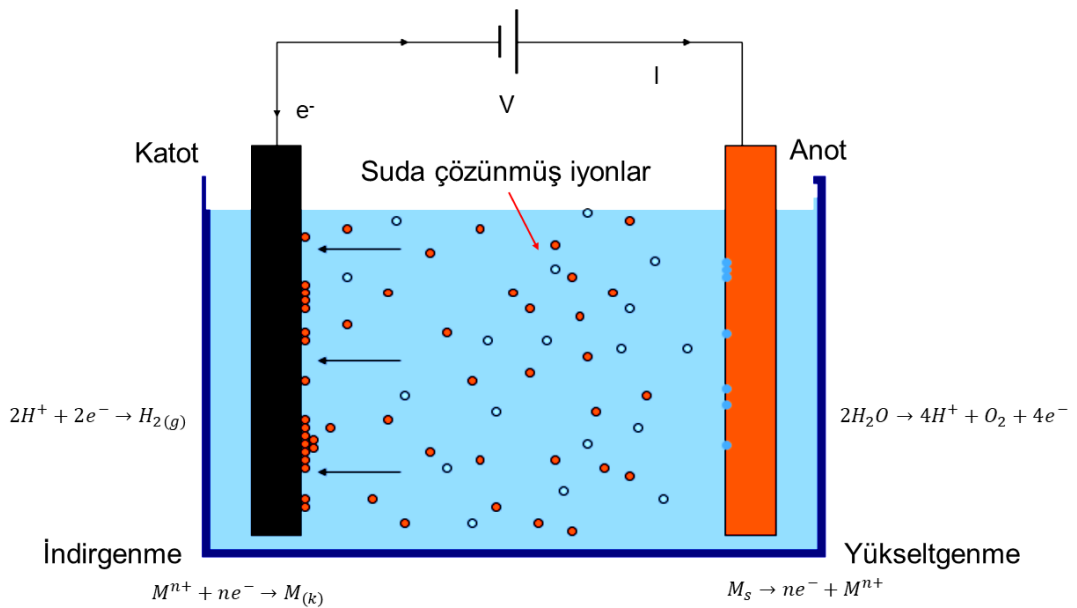 V
I
e⁻
Katot
Anot
Suda çözünmüş iyonlar
2H⁺ + 2e⁻ → H₂₍g₎
2H₂O → 4H⁺ + O₂ + 4e⁻
İndirgenme
Yükseltgenme
Mⁿ⁺ + ne⁻ → M₍k₎
Mₛ → ne⁻ + Mⁿ⁺